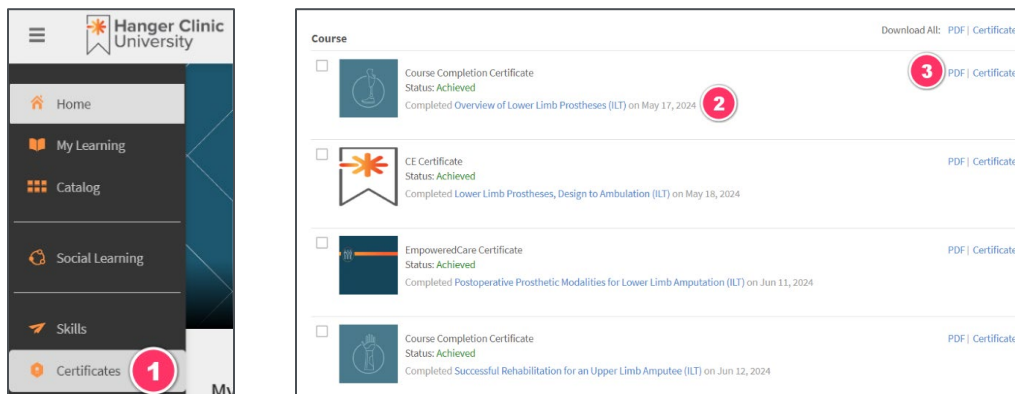 Hanger Clinic
University
Home
My Learning
Catalog
Social Learning
Skills
Certificates 1
My
Course
Download All: PDF | Certificate
Course Completion Certificate
Status: Achieved
Completed Overview of Lower Limb Prostheses (ILT) on May 17, 2024 2
3 PDF | Certificate
CE Certificate
Status: Achieved
Completed Lower Limb Prostheses, Design to Ambulation (ILT) on May 18, 2024
PDF | Certificate
EmpoweredCare Certificate
Status: Achieved
Completed Postoperative Prosthetic Modalities for Lower Limb Amputation (ILT) on Jun 11, 2024
PDF | Certificate
Course Completion Certificate
Status: Achieved
Completed Successful Rehabilitation for an Upper Limb Amputee (ILT) on Jun 12, 2024
PDF | Certificate